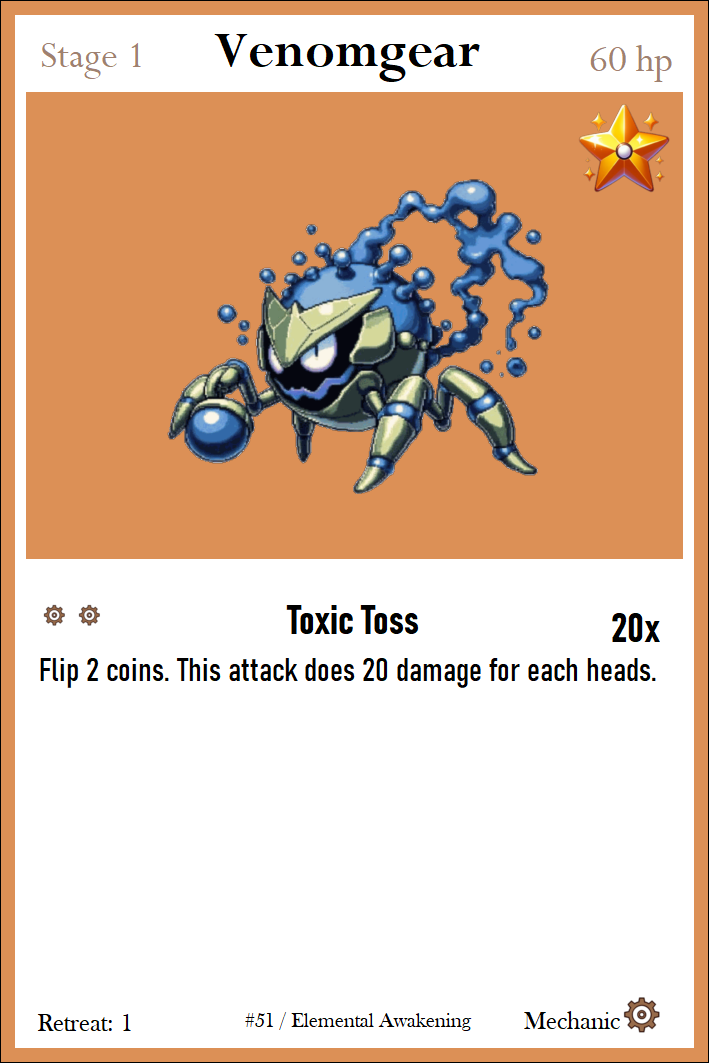 Stage 1
Venomgear
60 hp
Toxic Toss
20x
Flip 2 coins. This attack does 20 damage for each heads.
Retreat: 1
#51 / Elemental Awakening
Mechanic